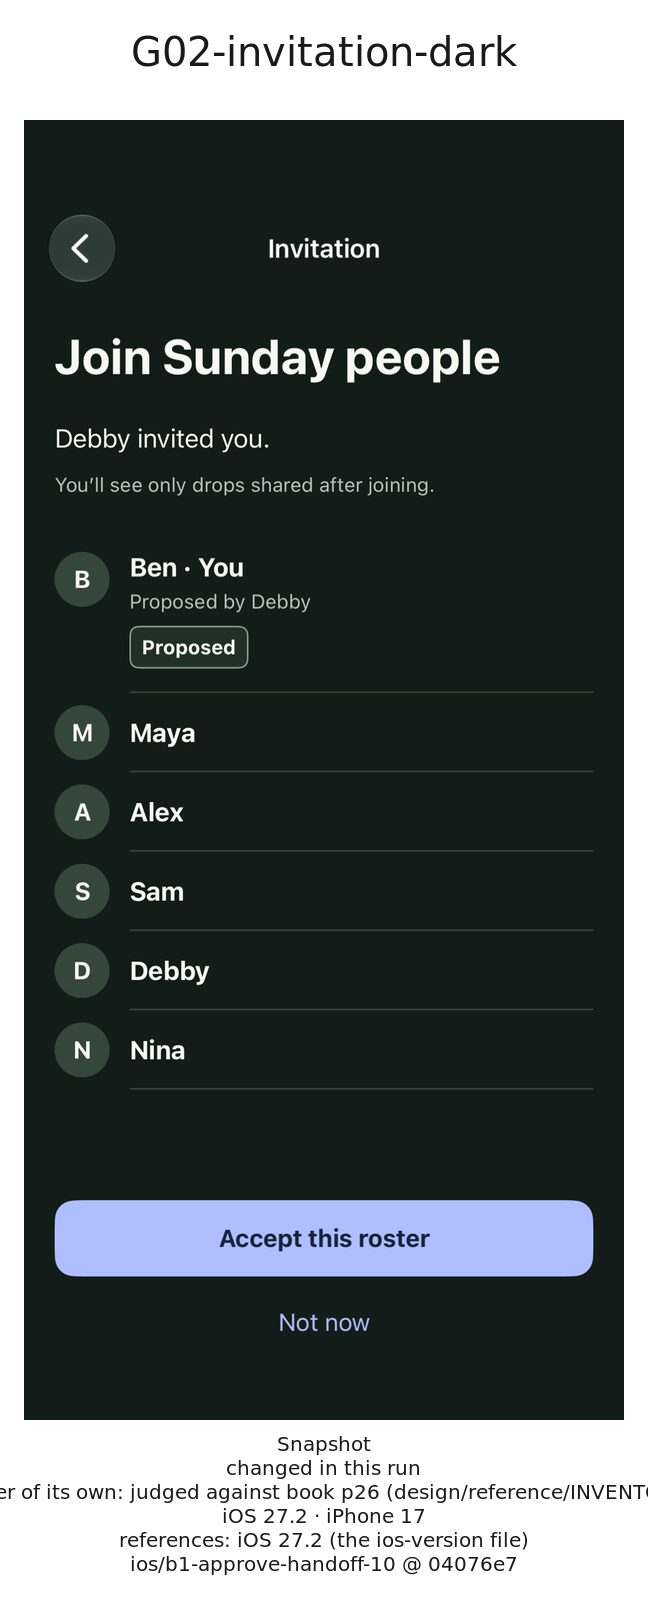 G02-invitation-dark
Invitation
Join Sunday people
Debby invited you.
You’ll see only drops shared after joining.
B
Ben · You
Proposed by Debby
Proposed
M
Maya
A
Alex
S
Sam
D
Debby
N
Nina
Accept this roster
Not now
Snapshot
changed in this run
of its own: judged against book p26 (design/reference/
iOS 27.2 · iPhone 17
references: iOS 27.2 (the ios-version file)
ios/b1-approve-handoff-10 @ 04076e7